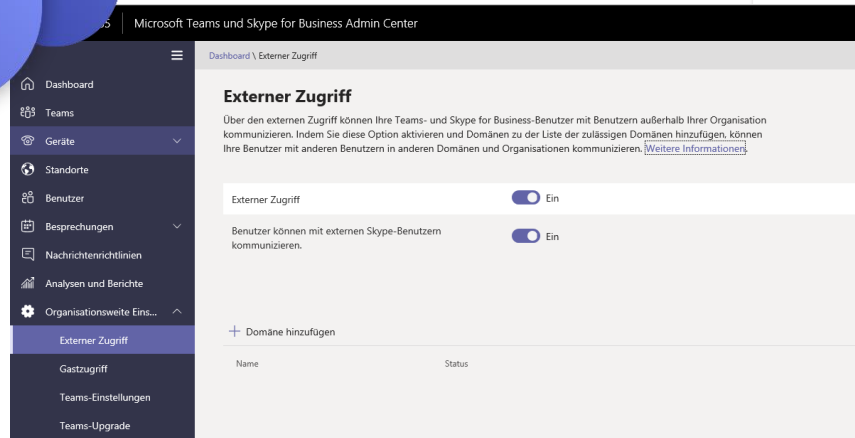 Microsoft Teams und Skype for Business Admin Center
Dashboard \ Externer Zugriff
Dashboard
Teams
Geräte
Standorte
Benutzer
Besprechungen
Nachrichtenrichtlinien
Analysen und Berichte
Organisationsweite Eins...
Externer Zugriff
Gastzugriff
Teams-Einstellungen
Teams-Upgrade
Externer Zugriff
Über den externen Zugriff können Ihre Teams- und Skype for Business-Benutzer mit Benutzern außerhalb Ihrer Organisation
kommunizieren. Indem Sie diese Option aktivieren und Domänen zu der Liste der zulässigen Domänen hinzufügen, können
Ihre Benutzer mit anderen Benutzern in anderen Domänen und Organisationen kommunizieren. Weitere Informationen.
Externer Zugriff Ein
Benutzer können mit externen Skype-Benutzern
kommunizieren. Ein
Domäne hinzufügen
Name Status